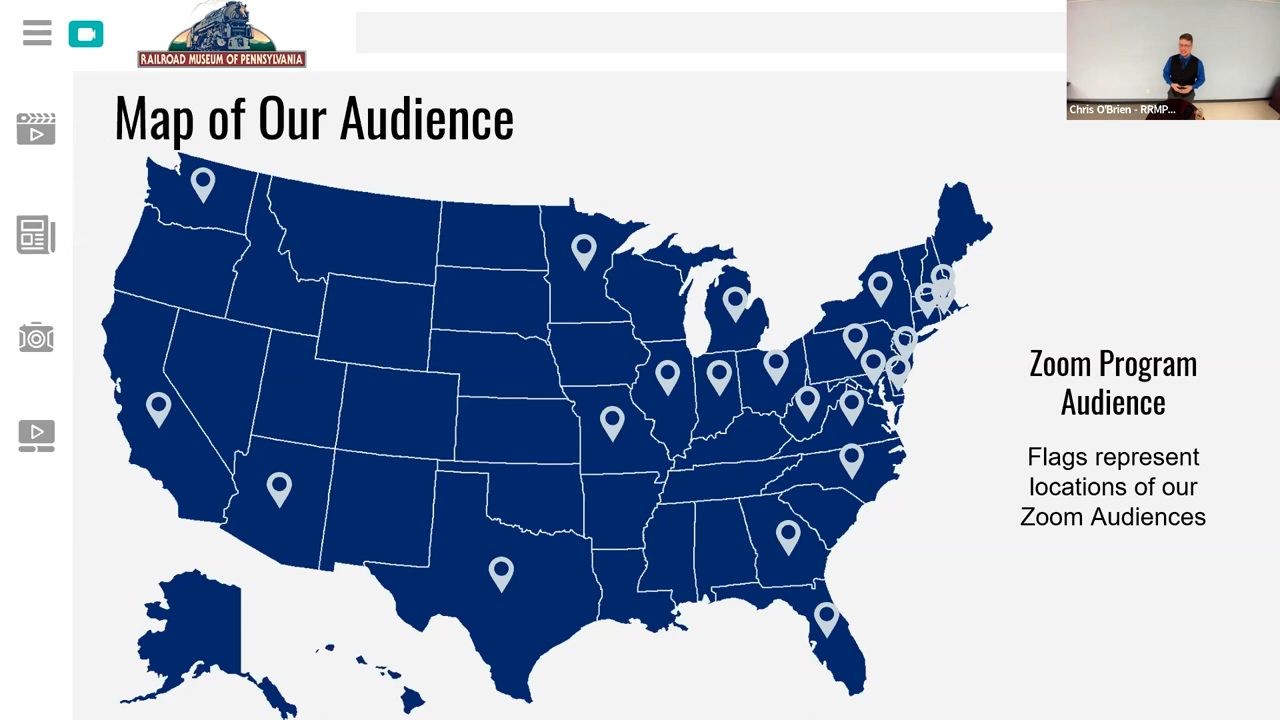 RAILROAD MUSEUM OF PENNSYLVANIA
Chris O'Brien - RRMP...
Map of Our Audience
Zoom Program
Audience
Flags represent
locations of our
Zoom Audiences